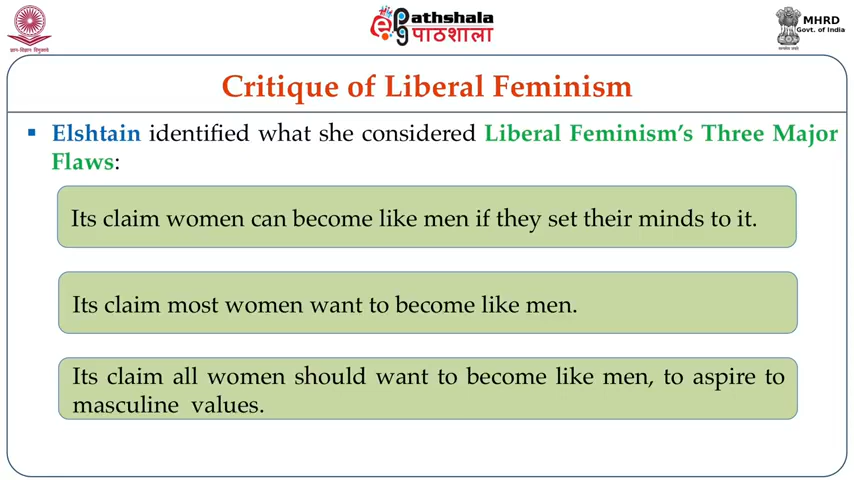 ePathshala
पाठशाला
MHRD
Govt. of India
Critique of Liberal Feminism
▪ Elshtain identified what she considered Liberal Feminism's Three Major
Flaws:
Its claim women can become like men if they set their minds to it.
Its claim most women want to become like men.
Its claim all women should want to become like men, to aspire to
masculine values.